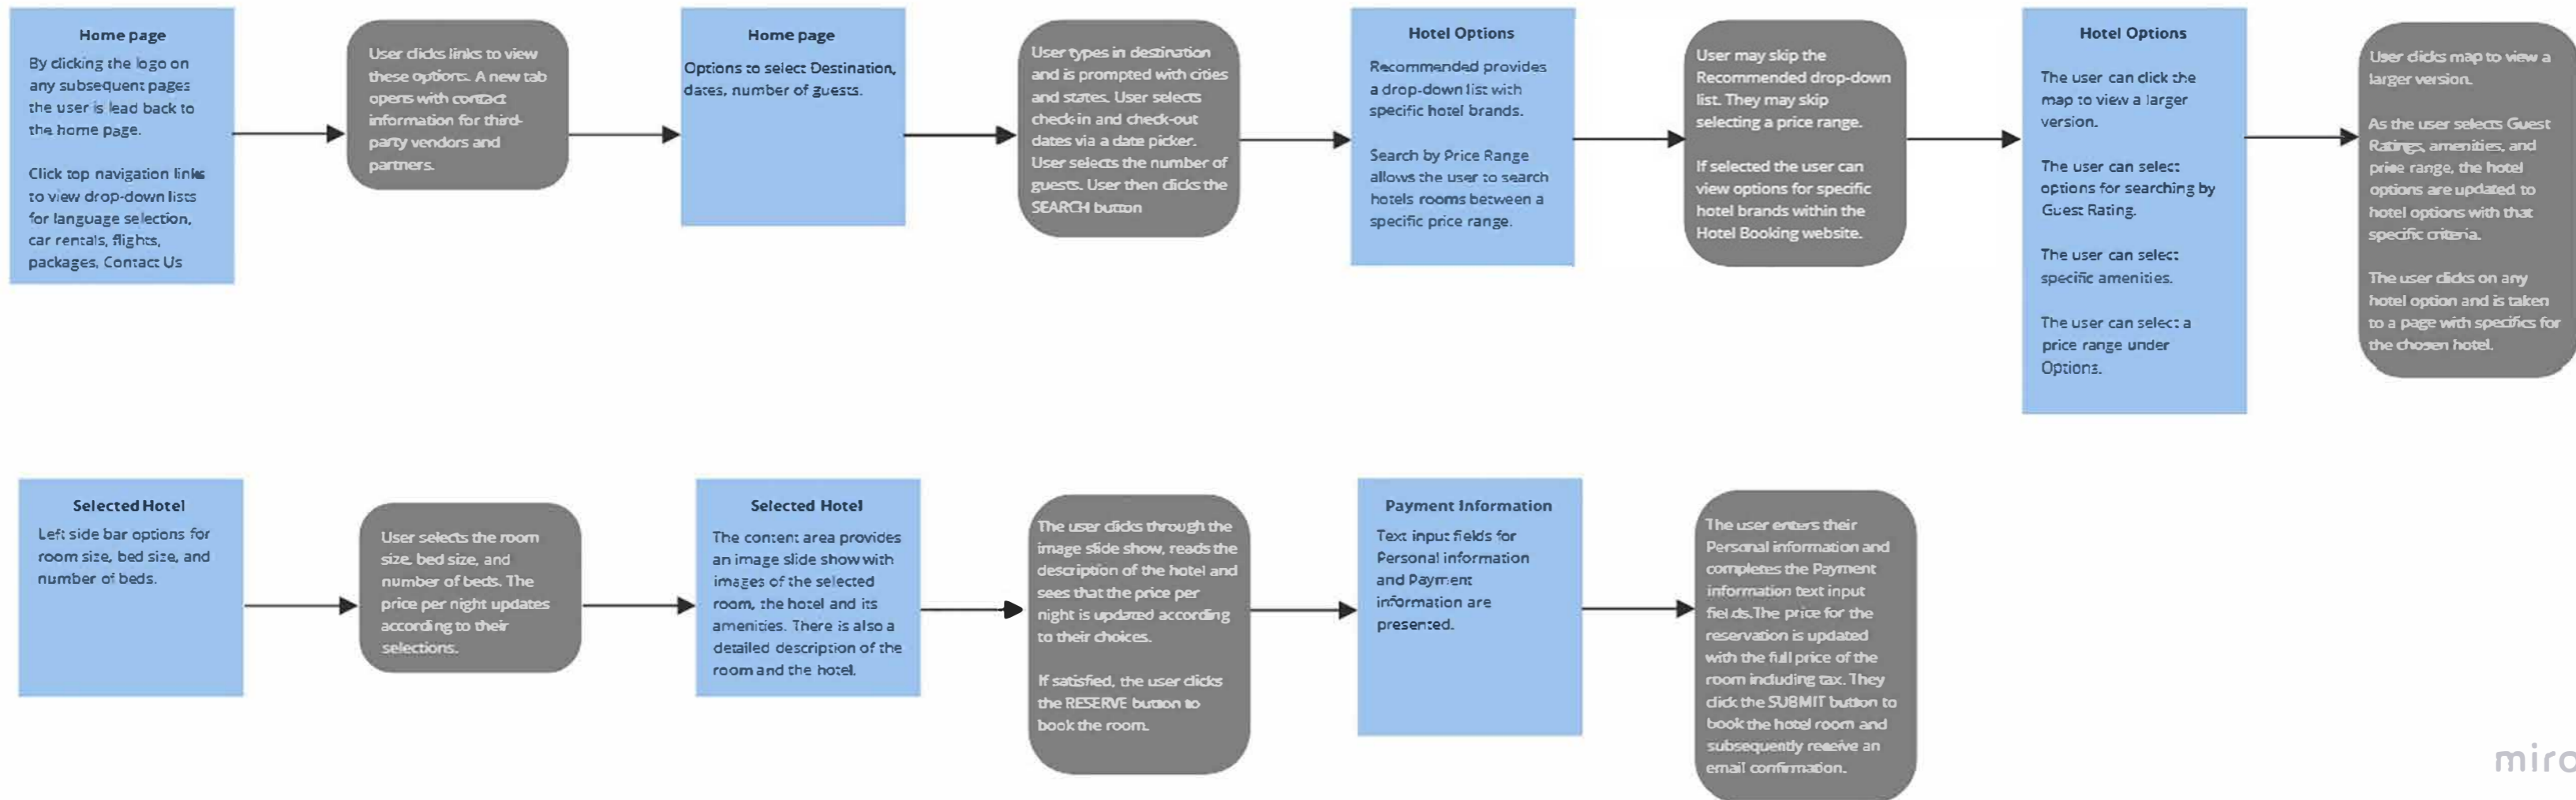 Home page
By clicking the logo on
any subsequent pages
the user is lead back to
the home page.
Click top navigation links
to view drop-down lists
for language selection,
car rentals, flights,
packages, Contact Us
User clicks links to view
these options. A new tab
opens with contact
information for third-
party vendors and
partners.
Home page
Options to select Destination,
dates, number of guests.
User types in destination
and is prompted with cities
and states. User selects
check-in and check-out
dates via a date picker.
User selects the number of
guests. User then clicks the
SEARCH button
Hotel Options
Recommended provides
a drop-down list with
specific hotel brands.
Search by Price Range
allows the user to search
hotels rooms between a
specific price range.
User may skip the
Recommended drop-down
list. They may skip
selecting a price range.
If selected the user can
view options for specific
hotel brands within the
Hotel Booking website.
Hotel Options
The user can click the
map to view a larger
version.
The user can select
options for searching by
Guest Rating.
The user can select
specific amenities.
The user can select a
price range under
Options.
User clicks map to view a
larger version.
As the user selects Guest
Ratings, amenities, and
price range, the hotel
options are updated to
hotel options with that
specific criteria.
The user clicks on any
hotel option and is taken
to a page with specifics for
the chosen hotel.
Selected Hotel
Left side bar options for
room size, bed size, and
number of beds.
User selects the room
size, bed size, and
number of beds. The
price per night updates
according to their
selections.
Selected Hotel
The content area provides
an image slide show with
images of the selected
room, the hotel and its
amenities. There is also a
detailed description of the
room and the hotel.
The user clicks through the
image slide show, reads the
description of the hotel and
sees that the price per
night is updated according
to their choices.
If satisfied, the user clicks
the RESERVE button to
book the room.
Payment Information
Text input fields for
Personal information
and Payment
information are
presented.
The user enters their
Personal information and
completes the Payment
information text input
fields.The price for the
reservation is updated
with the full price of the
room including tax. They
click the SUBMIT button to
book the hotel room and
subsequently receive an
email confirmation.
miro